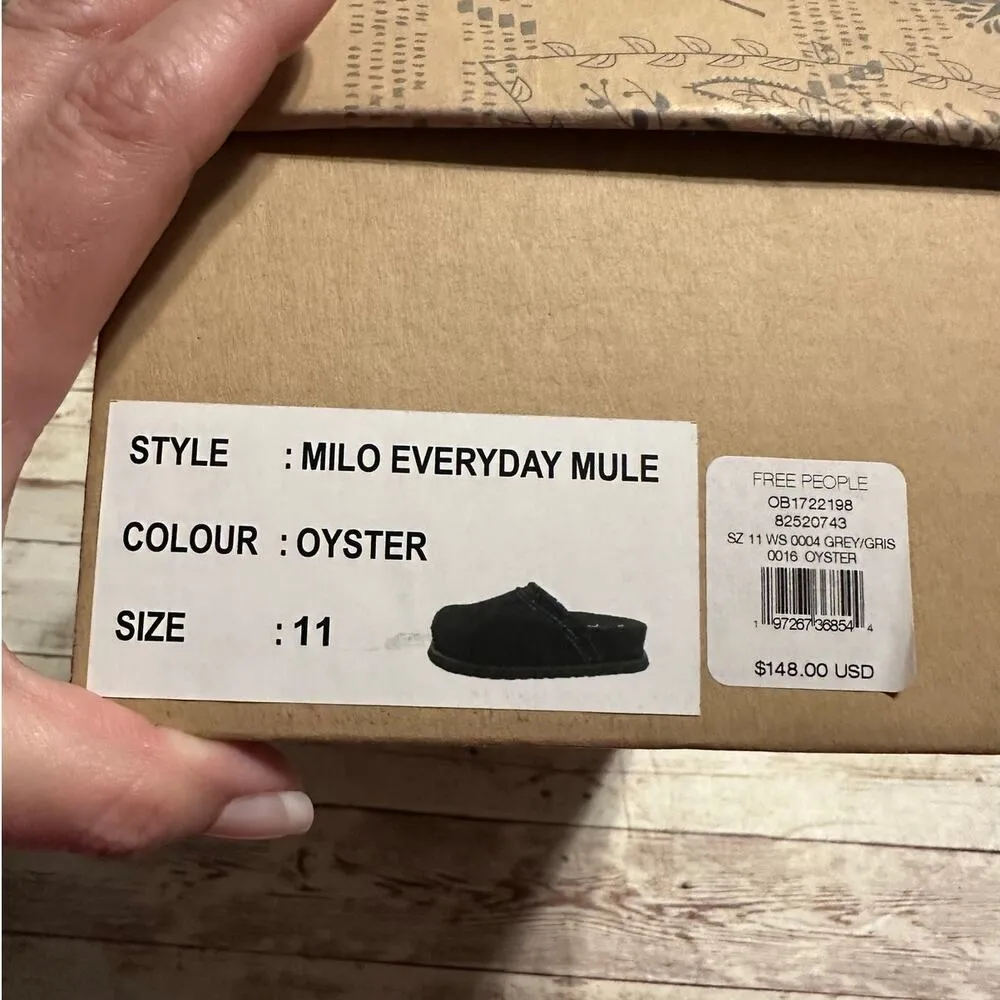 STYLE : MILO EVERYDAY MULE
COLOUR : OYSTER
SIZE : 11
FREE PEOPLE
OB1722198
82520743
SZ 11 WS 0004 GREY/GRIS
0016 OYSTER
1 97267 36854 4
$148.00 USD